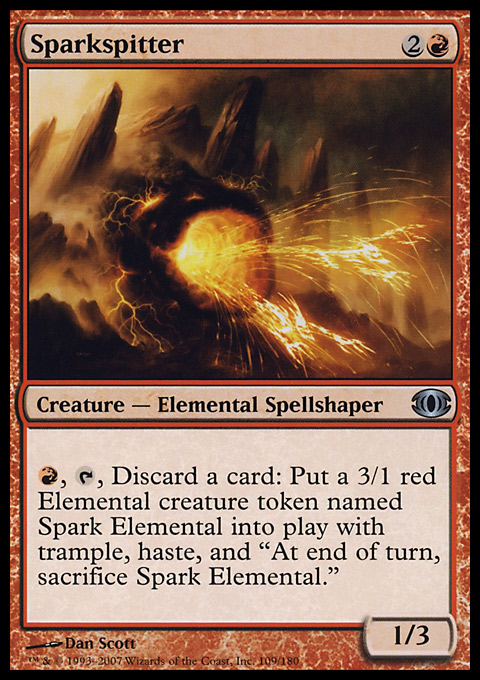 Sparkspitter 2
Creature — Elemental Spellshaper
, , Discard a card: Put a 3/1 red
Elemental creature token named
Spark Elemental into play with
trample, haste, and “At end of turn,
sacrifice Spark Elemental.”
1/3
Dan Scott
™ & © 1993–2007 Wizards of the Coast, Inc. 109/180